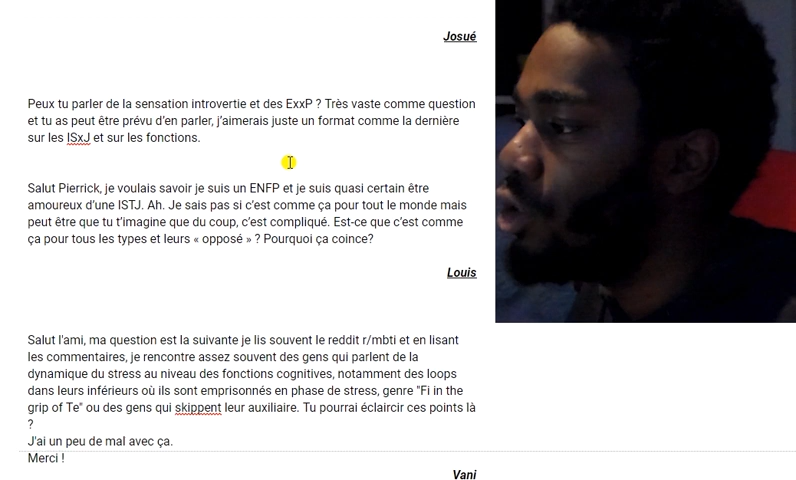 Josué
Peux tu parler de la sensation introvertie et des ExxP ? Très vaste comme question
et tu as peut être prévu d'en parler, j'aimerais juste un format comme la dernière
sur les ISxJ et sur les fonctions.
Salut Pierrick, je voulais savoir je suis un ENFP et je suis quasi certain être
amoureux d'une ISTJ. Ah. Je sais pas si c'est comme ça pour tout le monde mais
peut être que tu t'imagine que du coup, c'est compliqué. Est-ce que c'est comme
ça pour tous les types et leurs « opposé » ? Pourquoi ça coince?
Louis
Salut l'ami, ma question est la suivante je lis souvent le reddit r/mbti et en lisant
les commentaires, je rencontre assez souvent des gens qui parlent de la
dynamique du stress au niveau des fonctions cognitives, notamment des loops
dans leurs inférieurs où ils sont emprisonnés en phase de stress, genre "Fi in the
grip of Te" ou des gens qui skippent leur auxiliaire. Tu pourrai éclaircir ces points là
?
J'ai un peu de mal avec ça.
Merci !
Vani